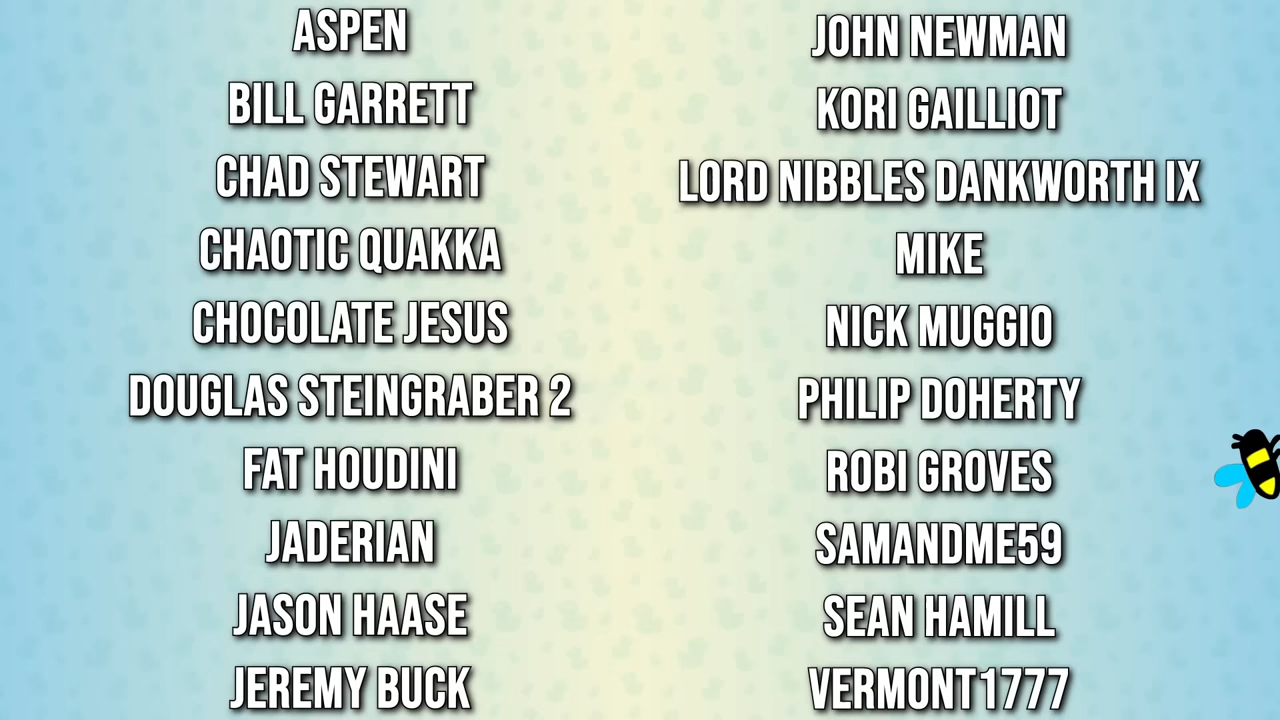 ASPEN
BILL GARRETT
CHAD STEWART
CHAOTIC QUAKKA
CHOCOLATE JESUS
DOUGLAS STEINGRABER 2
FAT HOUDINI
JADERIAN
JASON HAASE
JEREMY BUCK
JOHN NEWMAN
KORI GAILLIOT
LORD NIBBLES DANKWORTH IX
MIKE
NICK MUGGIO
PHILIP DOHERTY
ROBI GROVES
SAMANDME59
SEAN HAMILL
VERMONT1777